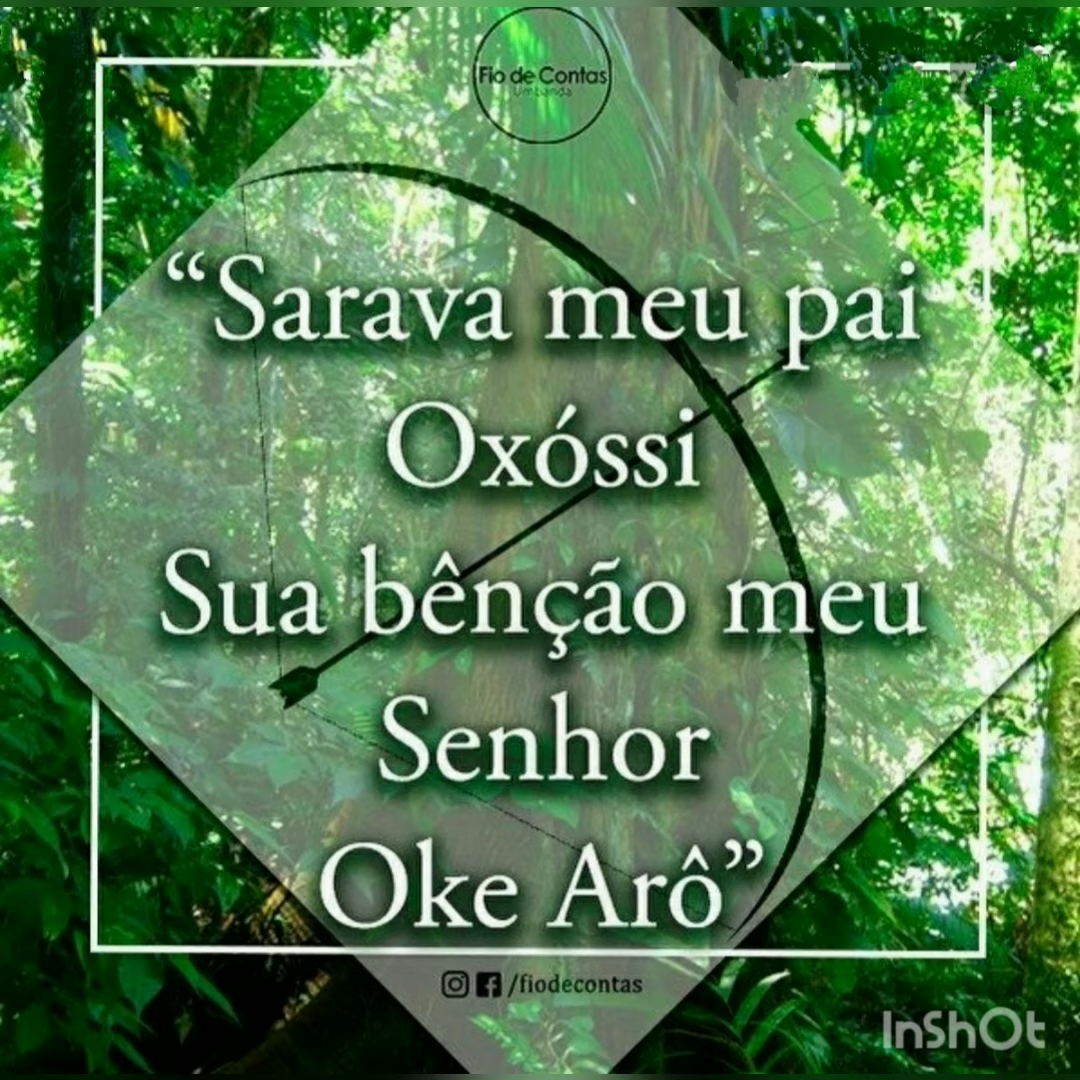 Fio de Contas
Umbanda
“Sarava meu pai
Oxóssi
Sua bênção meu
Senhor
Oke Arô”
/fiodecontas
InShOt